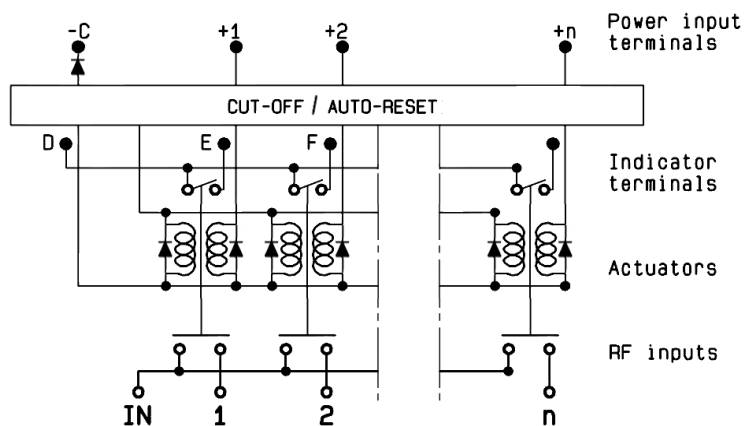 -C +1 +2 +n Power input
terminals
CUT-OFF / AUTO-RESET
D E F Indicator
terminals
Actuators
RF inputs
IN 1 2 n